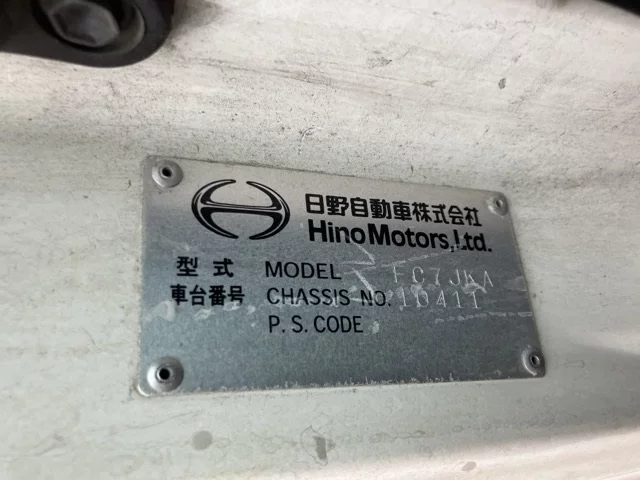 日野自動車株式会社
Hino Motors, Ltd.
型式 MODEL FC7JKA
車台番号 CHASSIS NO. 10411
P.S.CODE